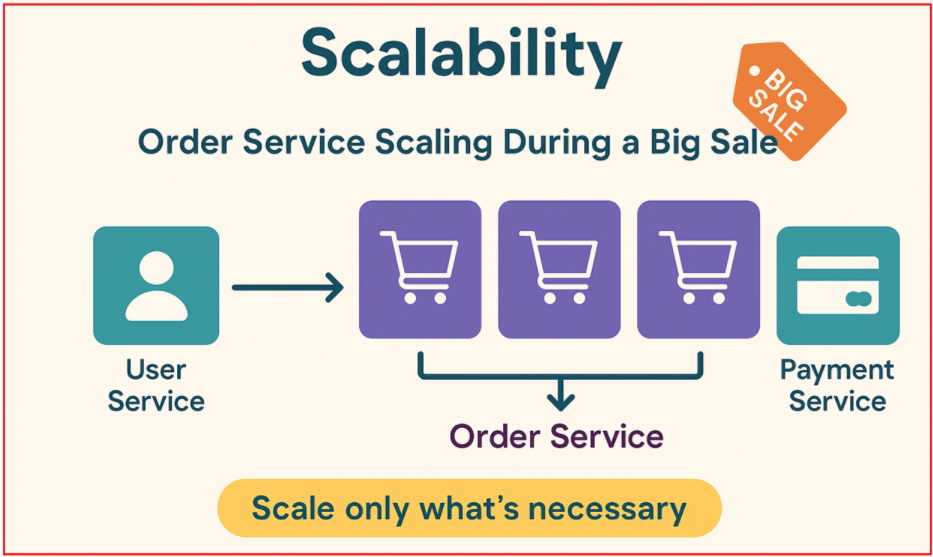 Scalability
BIG
SALE
Order Service Scaling During a Big Sale
User
Service
Payment
Service
Order Service
Scale only what's necessary